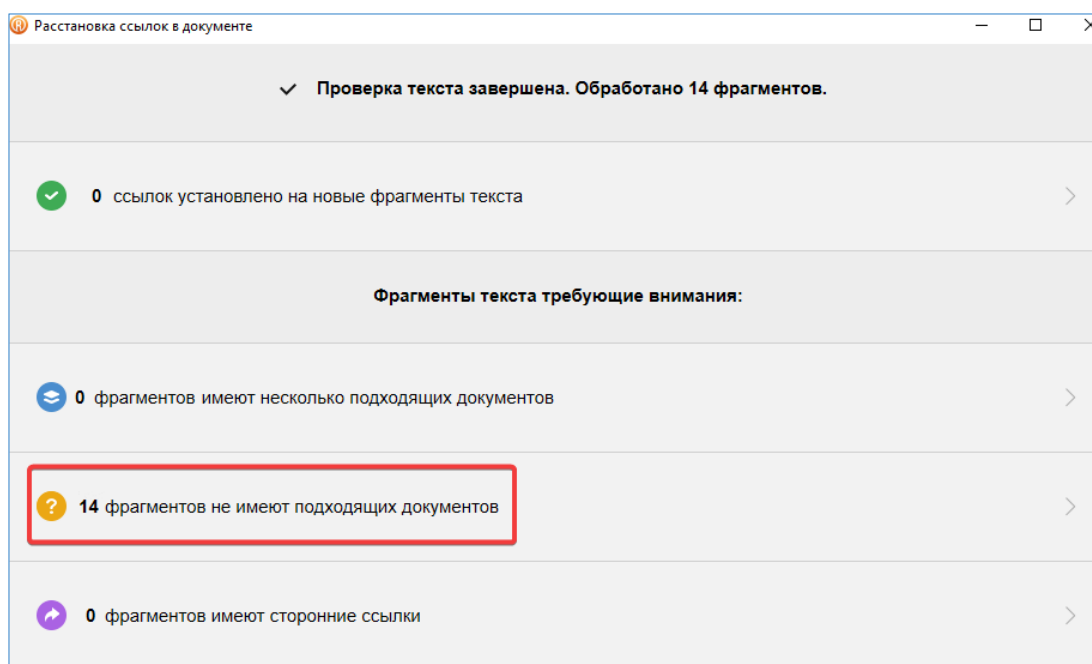 Расстановка ссылок в документе
Проверка текста завершена. Обработано 14 фрагментов.
0 ссылок установлено на новые фрагменты текста
Фрагменты текста требующие внимания:
0 фрагментов имеют несколько подходящих документов
14 фрагментов не имеют подходящих документов
0 фрагментов имеют сторонние ссылки